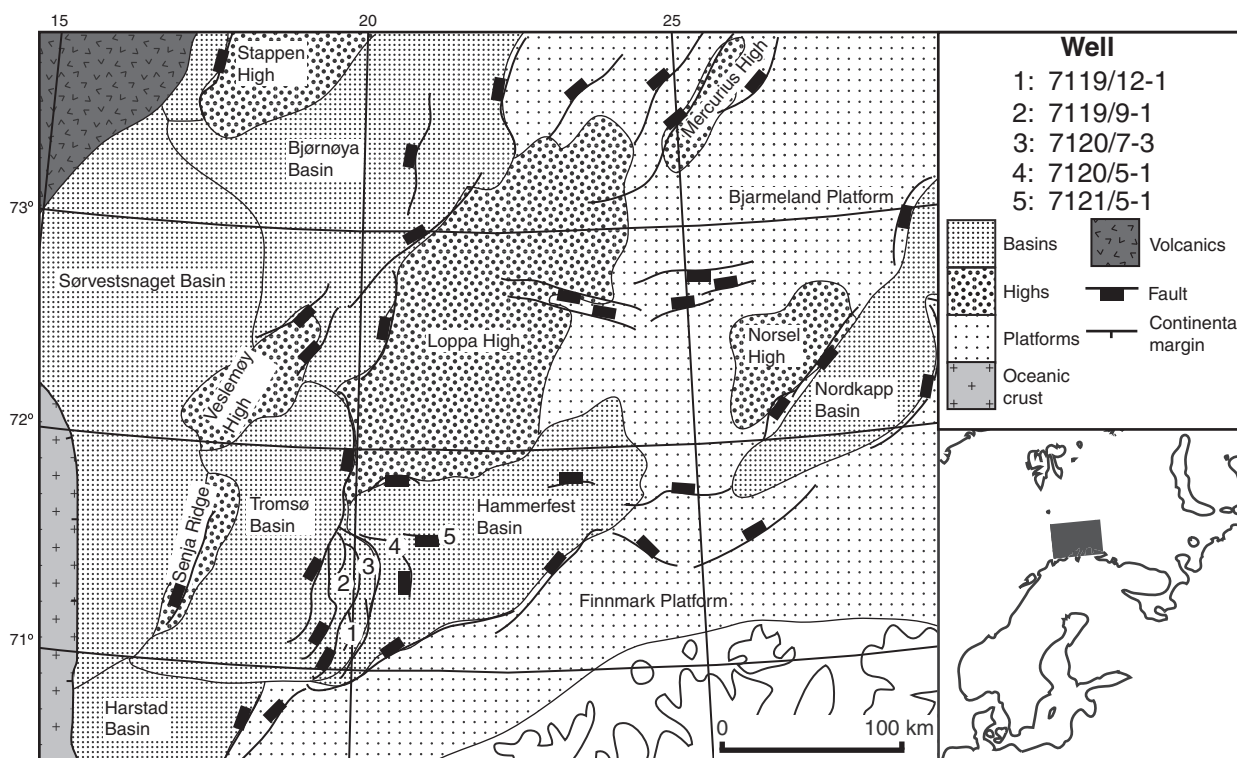 15
20
25
Stappen
High
Mercurius High
Bjørnøya
Basin
73°
Bjarmeland Platform
Sørvestsnaget Basin
Loppa High
Norsel
High
Veslemøy
High
Nordkapp
Basin
72°
Senja Ridge
Tromsø
Basin
Hammerfest
Basin
5
4
3
2
1
Finnmark Platform
71°
Harstad
Basin
0
100 km
Well
1: 7119/12-1
2: 7119/9-1
3: 7120/7-3
4: 7120/5-1
5: 7121/5-1
Basins
Volcanics
Highs
Fault
Platforms
Continenta
margin
Oceanic
crust